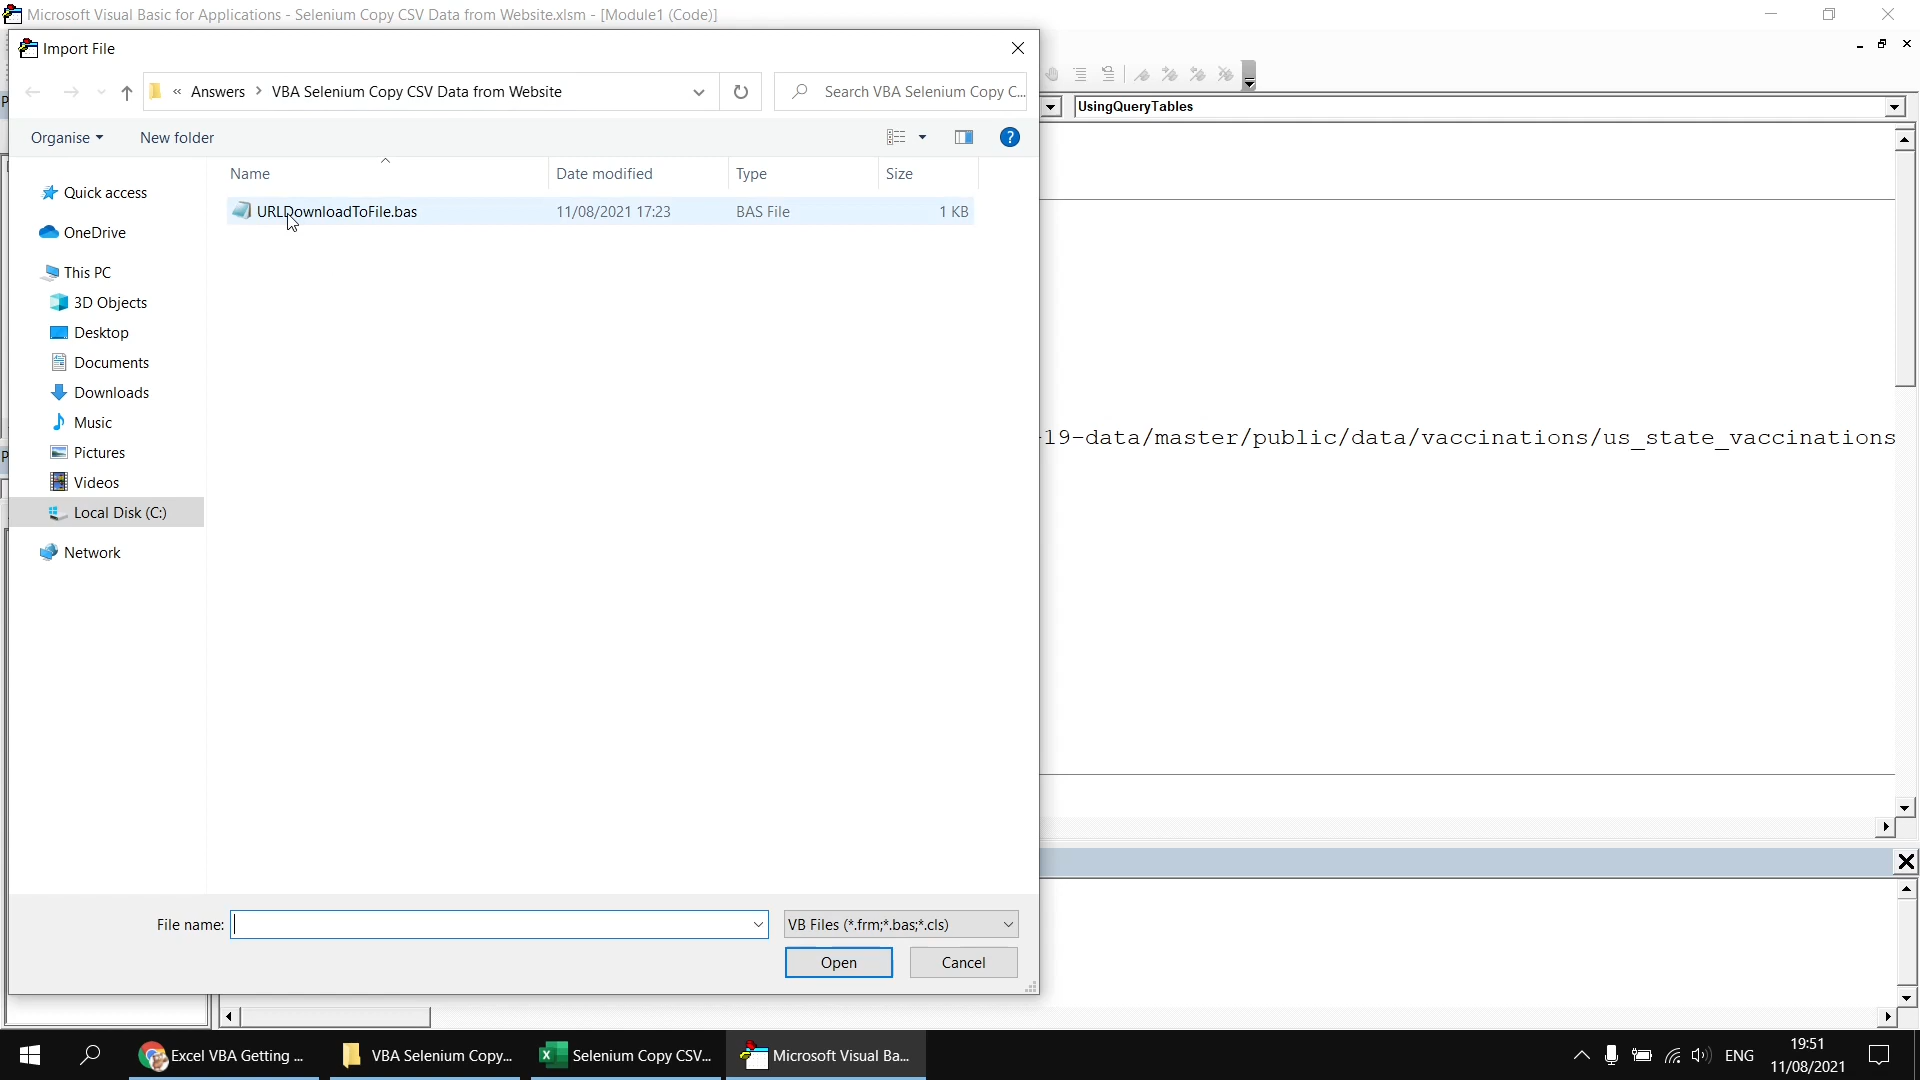 Microsoft Visual Basic for Applications - Selenium Copy CSV Data from Website.xlsm - [Module1 (Code)]
Import File
« Answers > VBA Selenium Copy CSV Data from Website
Search VBA Selenium Copy C...
UsingQueryTables
Organise
New folder
Name
Date modified
Type
Size
Quick access
URLDownloadToFile.bas
11/08/2021 17:23
BAS File
1 KB
OneDrive
This PC
3D Objects
Desktop
Documents
Downloads
Music
Pictures
Videos
Local Disk (C:)
Network
-19-data/master/public/data/vaccinations/us_state_vaccinations
File name:
VB Files (*.frm;*.bas;*.cls)
Open
Cancel
Excel VBA Getting ...
VBA Selenium Copy...
Selenium Copy CSV...
Microsoft Visual Ba...
ENG
19:51
11/08/2021